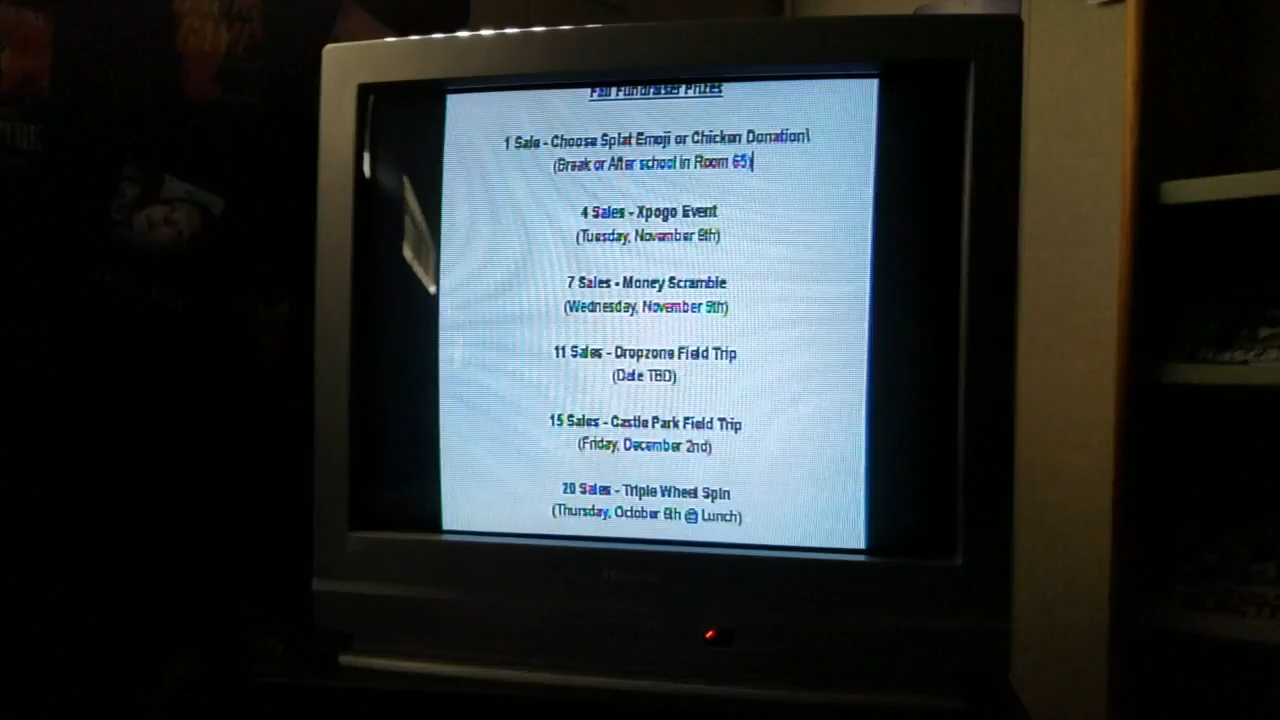 Fall Fundraiser Prizes
1 Sale - Choose Splat Emoji or Chicken Donation!
(Break or After school in Room 65)
4 Sales - Xpogo Event
(Tuesday, November 8th)
7 Sales - Money Scramble
(Wednesday, November 9th)
11 Sales - Dropzone Field Trip
(Date TBD)
15 Sales - Castle Park Field Trip
(Friday, December 2nd)
20 Sales - Triple Wheel Spin
(Thursday, October 6th @ Lunch)